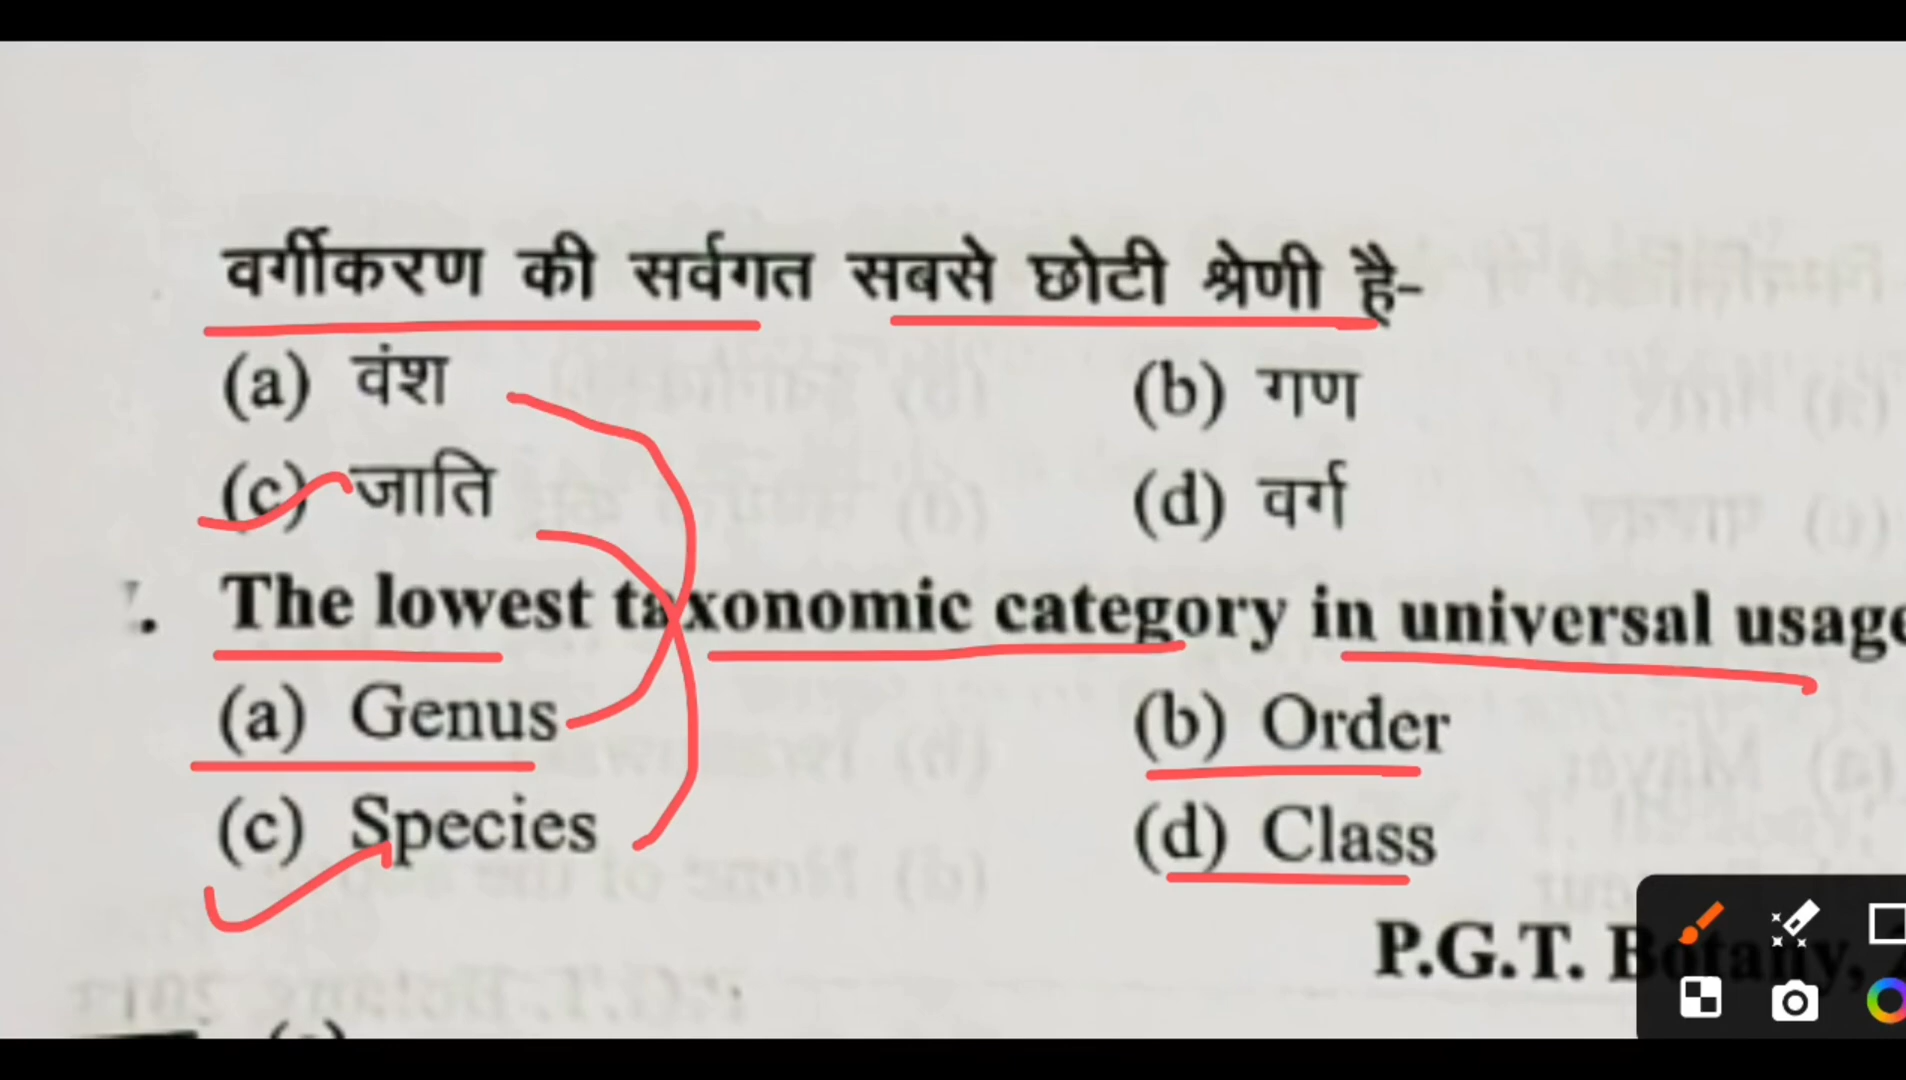 वर्गीकरण की सर्वगत सबसे छोटी श्रेणी है-
(a) वंश (b) गण
(c) जाति (d) वर्ग
. The lowest taxonomic category in universal usage
(a) Genus (b) Order
(c) Species (d) Class
P.G.T. Botany,